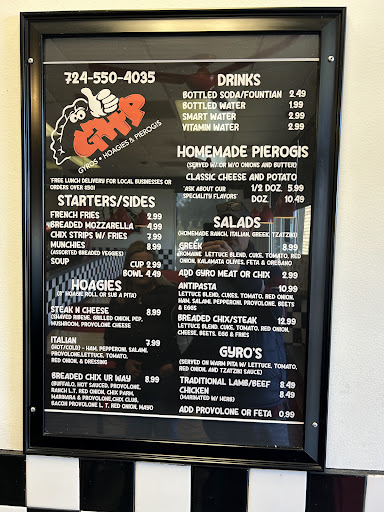 724-550-4035
GHP
GYROS • HOAGIES & PIEROGIS
*FREE LUNCH DELIVERY FOR LOCAL BUSINESSES OR
ORDERS OVER $50!
STARTERS/SIDES
FRENCH FRIES 2.99
BREADED MOZZARELLA 4.99
CHIX STRIPS W/ FRIES 7.99
MUNCHIES 8.99
(ASSORTED BREADED VEGGIES)
SOUP CUP 2.99
BOWL 4.49
HOAGIES
(7" HOAGIE ROLL OR SUB A PITA)
STEAK N CHEESE 8.99
(SHAVED RIBEYE, GRILLED ONION, PEP,
MUSHROOM, PROVOLONE CHEESE
ITALIAN 7.99
(HOT/COLD) - HAM, PEPPERONI, SALAMI,
PROVOLONE, LETTUCE, TOMATO,
RED ONION, & DRESSING
BREADED CHIX UR WAY 8.99
(BUFFALO, HOT SAUCED, PROVOLONE,
RANCH L.T. RED ONION, CHIX PARM,
MARINARA & PROVOLONE, CHIX CLUB,
BACON PROVOLONE L. T. RED ONION, MAYO
DRINKS
BOTTLED SODA/FOUNTIAN 2.49
BOTTLED WATER 1.99
SMART WATER 2.99
VITAMIN WATER 2.99
HOMEMADE PIEROGIS
(SERVED W/ OR W/O ONIONS AND BUTTER)
CLASSIC CHEESE AND POTATO
*ASK ABOUT OUR 1/2 DOZ 5.99
SPECIALITY FLAVORS* DOZ 10.49
SALADS
(HOMEMADE RANCH, ITALIAN, GREEK, TZATZIKI)
GREEK 8.99
ROMAINE LETTUCE BLEND, CUKE, TOMATO, RED
ONION, KALAMATA OLIVES, FETA & OREGANO
ADD GYRO MEAT OR CHIX 2.99
ANTIPASTA 10.99
LETTUCE BLEND, CUKES, TOMATO, RED ONION,
HAM, SALAMI, PEPPERONI, PROVOLONE, BEETS
& EGGS
BREADED CHIX/STEAK 12.99
LETTUCE BLEND, CUKE, TOMATO, RED ONION,
CHEESE, BEETS, EGG & FRIES
GYRO'S
(SERVED ON WARM PITA W/ LETTUCE, TOMATO,
RED ONION, AND TZATZIKI SAUCE)
TRADITIONAL LAMB/BEEF 8.49
CHICKEN 8.49
(MARINATED W/ HERB)
ADD PROVOLONE OR FETA 0.99